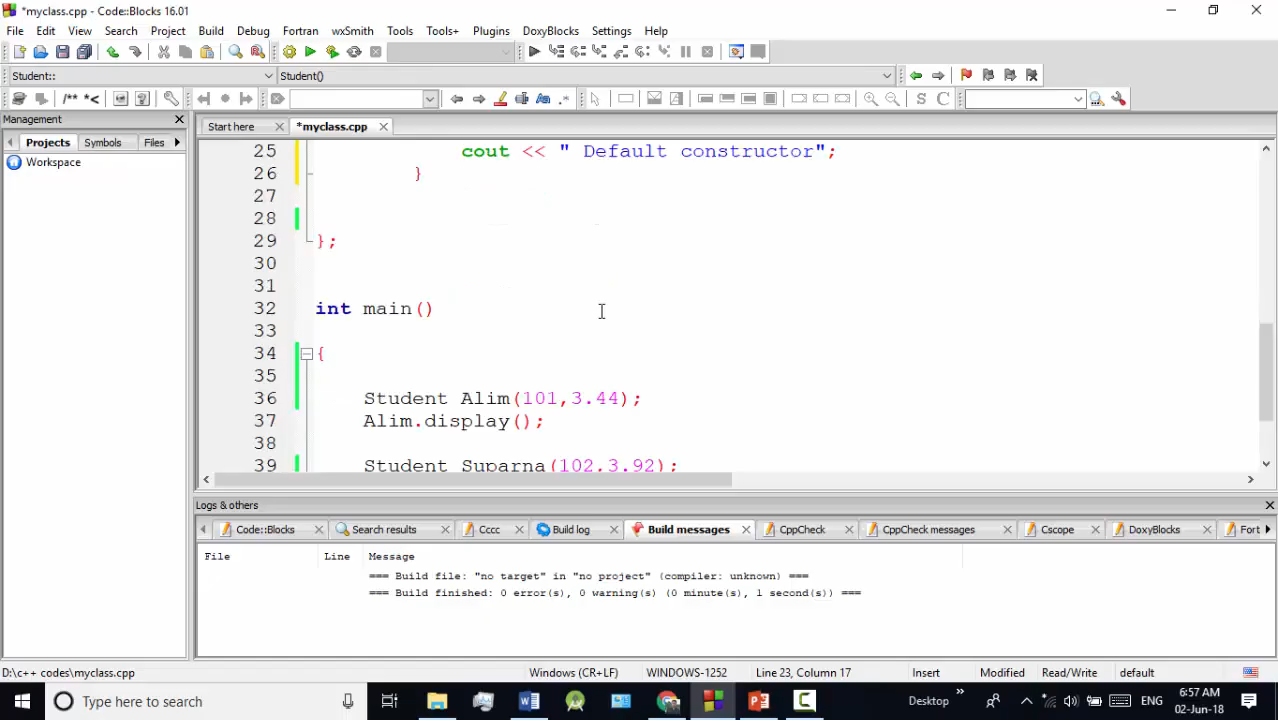 *myclass.cpp - Code::Blocks 16.01
File Edit View Search Project Build Debug Fortran wxSmith Tools Tools+ Plugins DoxyBlocks Settings Help
Student:: Student()
/** *< .* S C
Management Start here *myclass.cpp
Projects Symbols Files
Workspace
25 cout << " Default constructor";
26 }
27
28
29 };
30
31
32 int main()
33
34 {
35
36 Student Alim(101,3.44);
37 Alim.display();
38
39 Student Suparna(102,3.92);
Logs & others
Code::Blocks Search results Cccc Build log Build messages CppCheck CppCheck messages Cscope DoxyBlocks Fort
File Line Message
=== Build file: "no target" in "no project" (compiler: unknown) ===
=== Build finished: 0 error(s), 0 warning(s) (0 minute(s), 1 second(s)) ===
D:\c++ codes\myclass.cpp Windows (CR+LF) WINDOWS-1252 Line 23, Column 17 Insert Modified Read/Write default
Type here to search Desktop ENG 6:57 AM
02-Jun-18